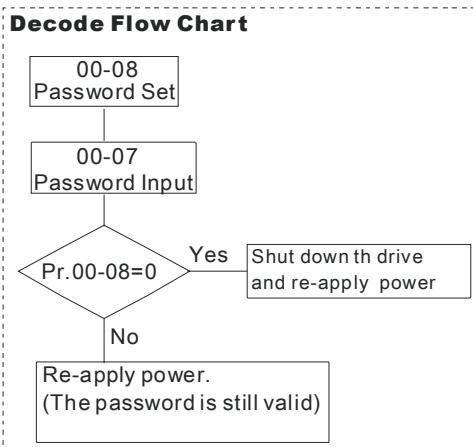 Decode Flow Chart
00-08
Password Set
00-07
Password Input
Pr.00-08=0
Yes
Shut down th drive
and re-apply power
No
Re-apply power.
(The password is still valid)